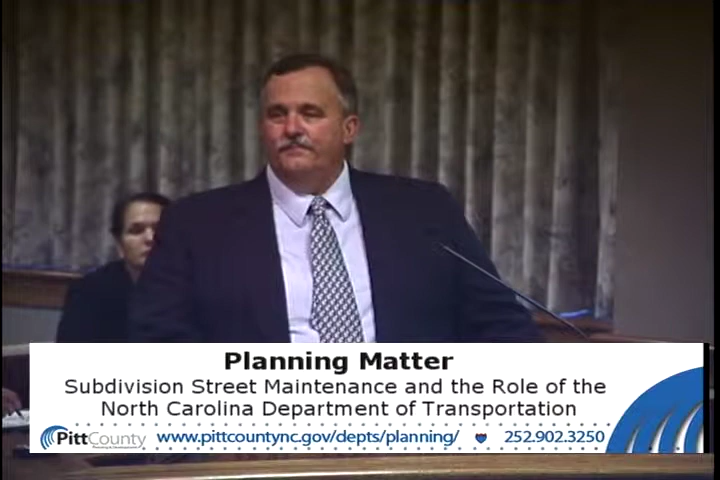 Planning Matter
Subdivision Street Maintenance and the Role of the
North Carolina Department of Transportation
PittCounty www.pittcountync.gov/depts/planning/ 252.902.3250